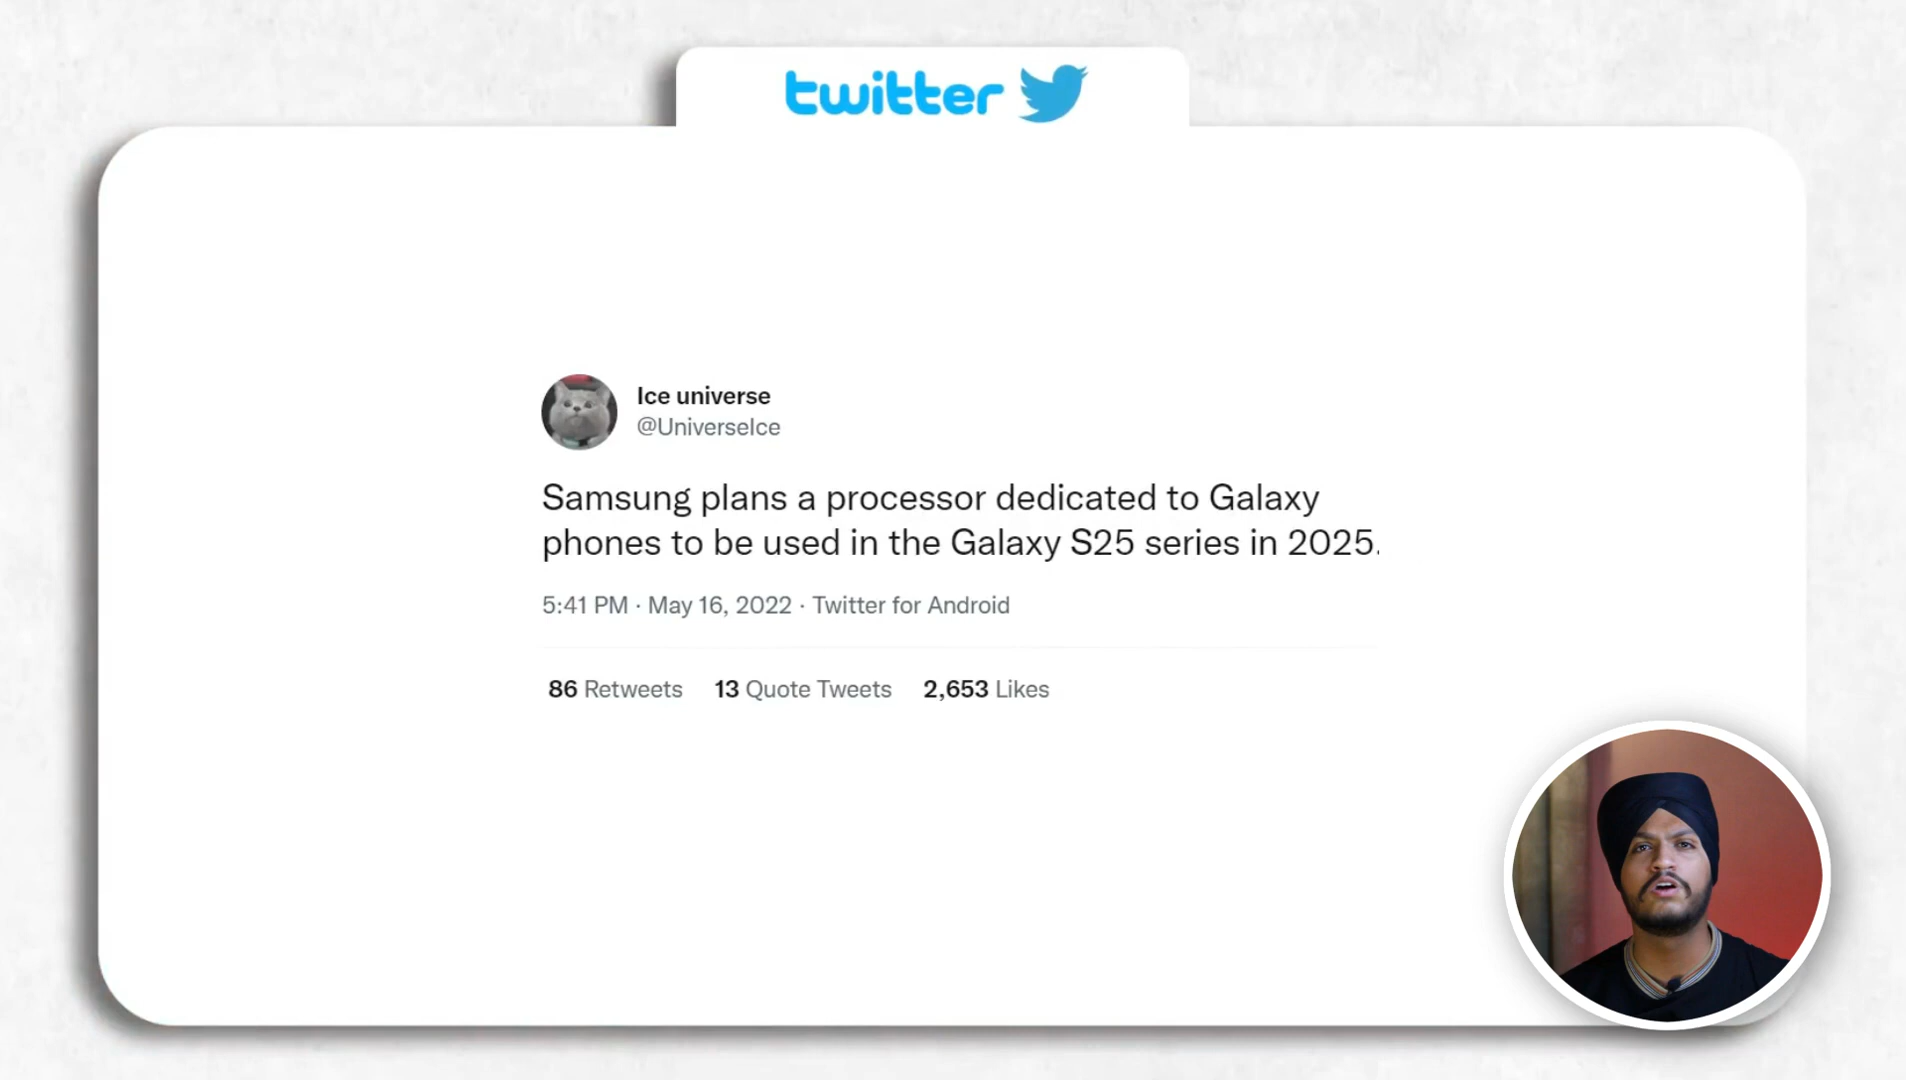 twitter
Ice universe
@UniverseIce
Samsung plans a processor dedicated to Galaxy
phones to be used in the Galaxy S25 series in 2025.
5:41 PM · May 16, 2022 · Twitter for Android
86 Retweets 13 Quote Tweets 2,653 Likes